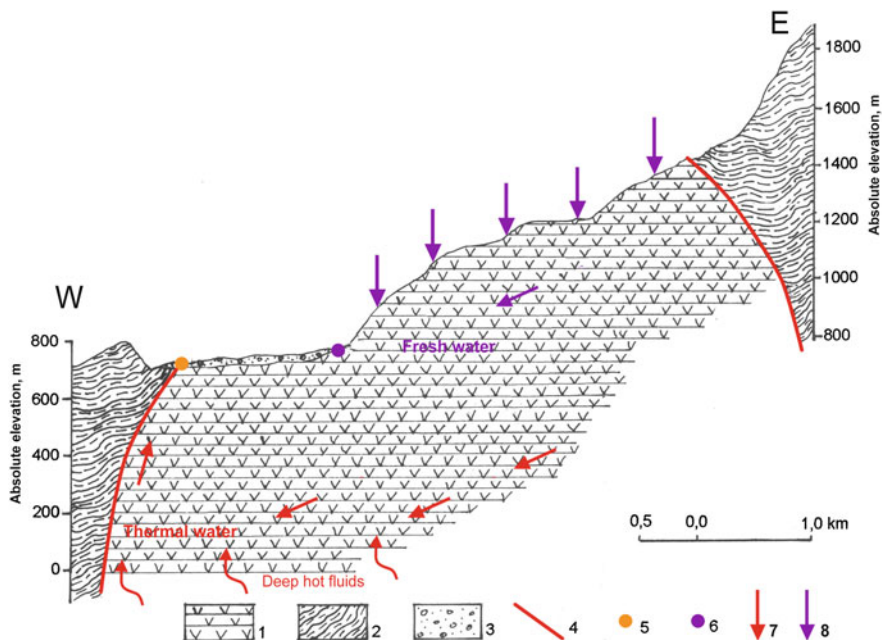 E
1800
1600
1400
1200
1000
800
Absolute elevation, m
W
800
600
400
200
0
Absolute elevation, m
Fresh water
Thermal water
Deep hot fluids
0,5 0,0 1,0 km
1 2 3 4 5 6 7 8